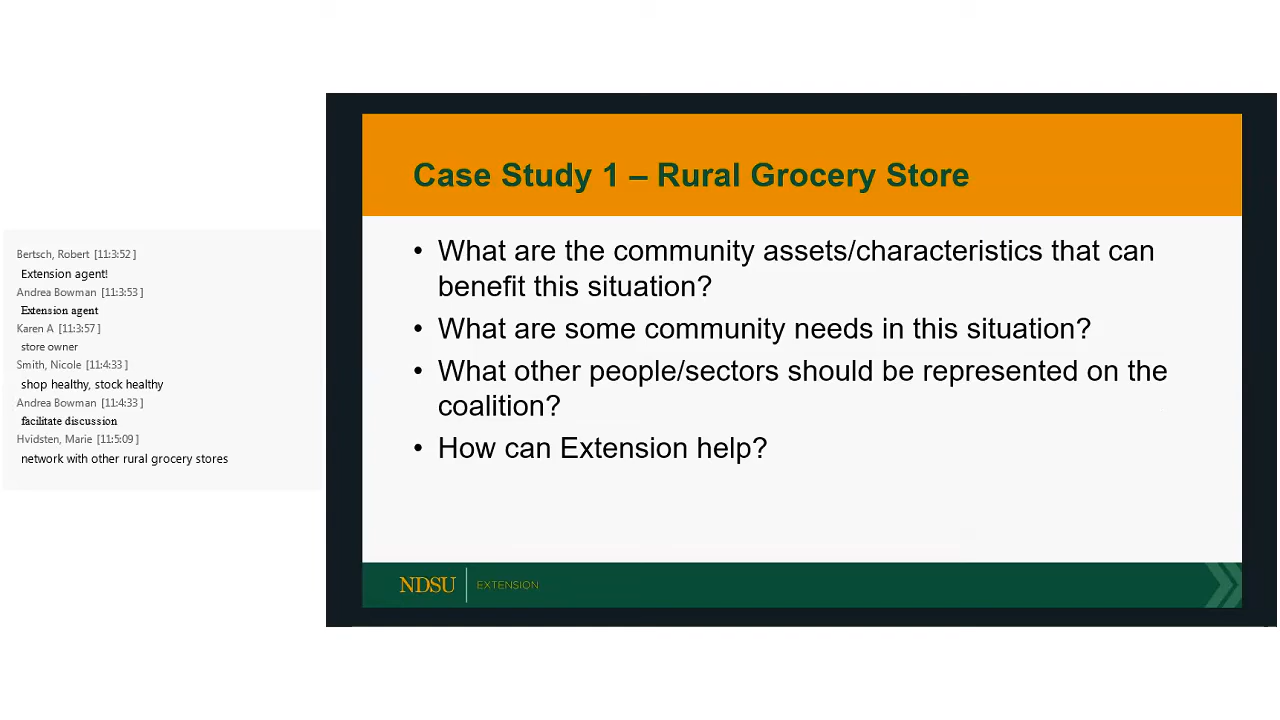 Bertsch, Robert [11:3:52 ]
Extension agent!
Andrea Bowman [11:3:53 ]
Extension agent
Karen A [11:3:57 ]
store owner
Smith, Nicole [11:4:33 ]
shop healthy, stock healthy
Andrea Bowman [11:4:33 ]
facilitate discussion
Hvidsten, Marie [11:5:09 ]
network with other rural grocery stores
Case Study 1 – Rural Grocery Store
• What are the community assets/characteristics that can
benefit this situation?
• What are some community needs in this situation?
• What other people/sectors should be represented on the
coalition?
• How can Extension help?
NDSU EXTENSION